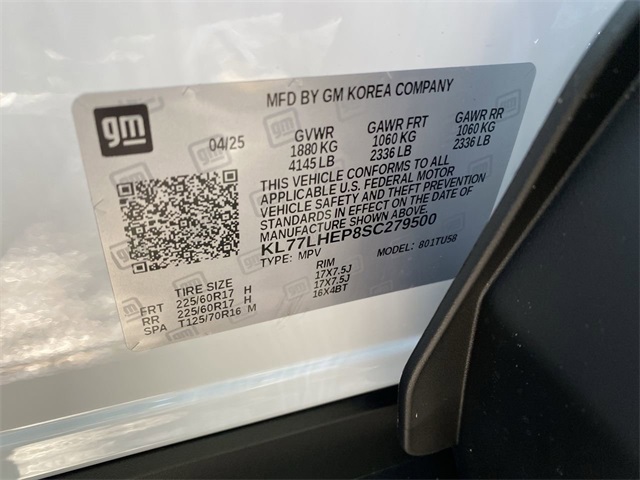 MFD BY GM KOREA COMPANY
gm
04/25 GVWR GAWR FRT GAWR RR
1880 KG 1060 KG 1060 KG
4145 LB 2336 LB 2336 LB
THIS VEHICLE CONFORMS TO ALL
APPLICABLE U.S. FEDERAL MOTOR
VEHICLE SAFETY AND THEFT PREVENTION
STANDARDS IN EFFECT ON THE DATE OF
MANUFACTURE SHOWN ABOVE.
KL77LHEP8SC279500
TYPE: MPV MODEL: 801TU58
TIRE SIZE RIM
FRT 225/60R17 H 17X7.5J
RR 225/60R17 H 17X7.5J
SPA T125/70R16 M 16X4BT